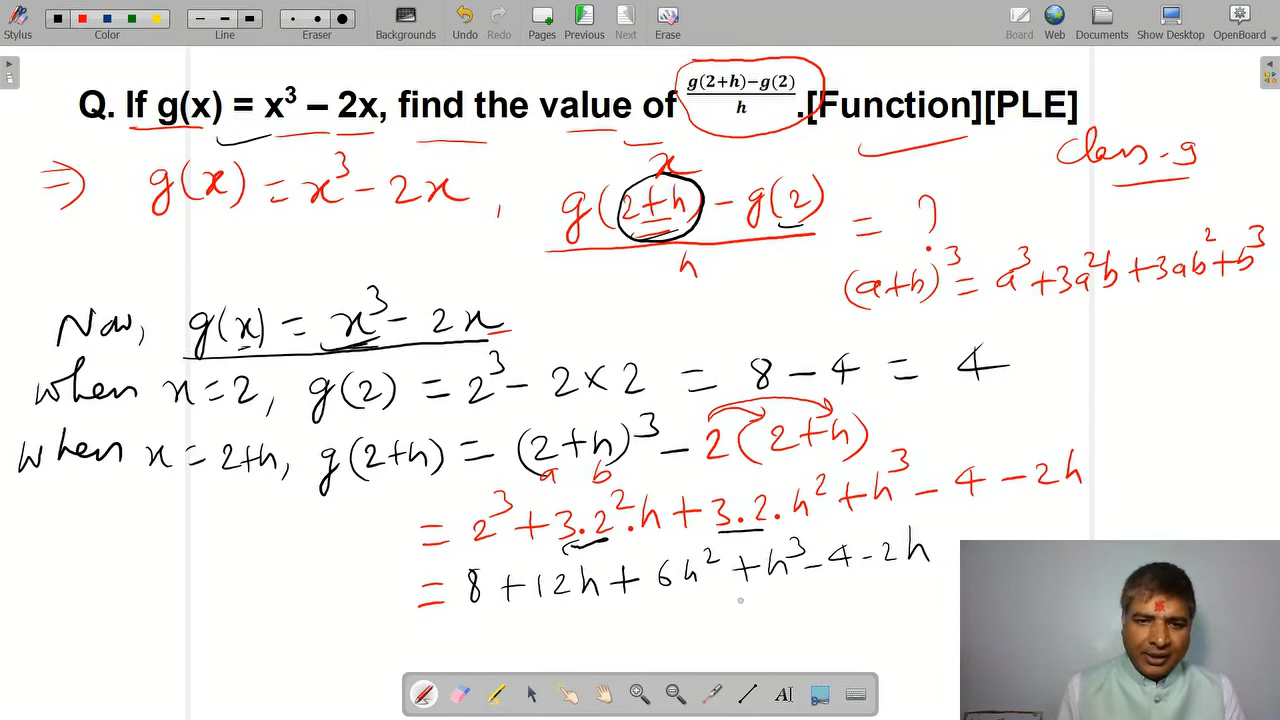 Stylus Color Line Eraser Backgrounds Undo Redo Pages Previous Next Erase Board Web Documents Show Desktop OpenBoard
Q. If g(x) = x³ – 2x, find the value of g(2+h)−g(2)/h .[Function][PLE]
class-9
⇒ g(x) = x³ - 2x , g(2+h) - g(2)/h = ?
x
(a+b)³ = a³+3a²b+3ab²+b³
Now, g(x) = x³ - 2x
when x=2, g(2) = 2³ - 2×2 = 8 - 4 = 4
when x=2+h, g(2+h) = (2+h)³ - 2(2+h)
a b
= 2³ + 3.2².h + 3.2.h² + h³ - 4 - 2h
= 8 + 12h + 6h² + h³ - 4 - 2h
AI